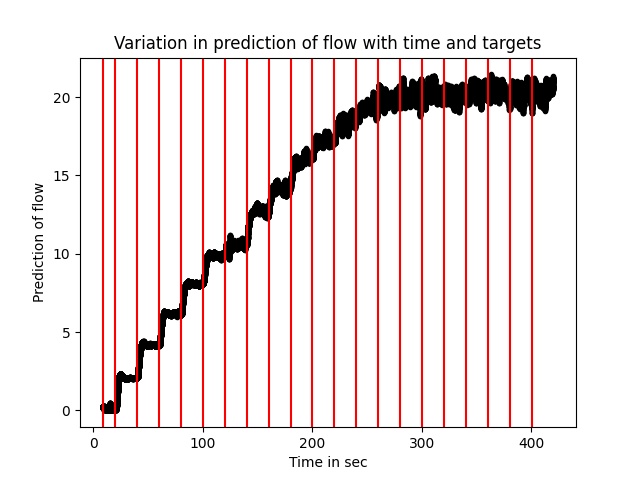 Variation in prediction of flow with time and targets
20
15
10
5
0
Prediction of flow
0 100 200 300 400
Time in sec